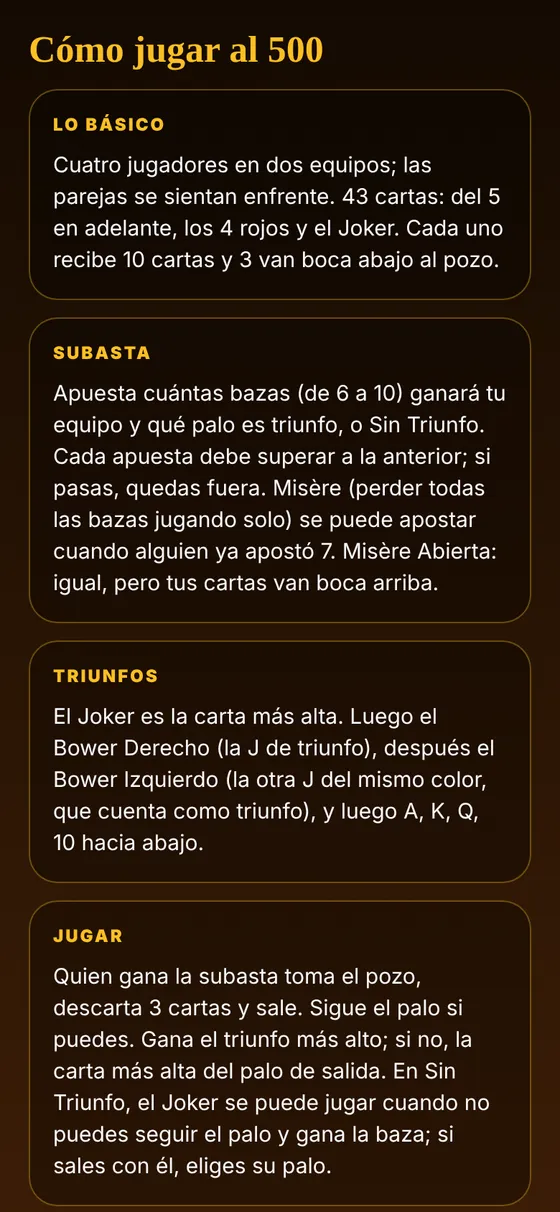 Cómo jugar al 500
LO BÁSICO
Cuatro jugadores en dos equipos; las
parejas se sientan enfrente. 43 cartas: del 5
en adelante, los 4 rojos y el Joker. Cada uno
recibe 10 cartas y 3 van boca abajo al pozo.
SUBASTA
Apuesta cuántas bazas (de 6 a 10) ganará tu
equipo y qué palo es triunfo, o Sin Triunfo.
Cada apuesta debe superar a la anterior; si
pasas, quedas fuera. Misère (perder todas
las bazas jugando solo) se puede apostar
cuando alguien ya apostó 7. Misère Abierta:
igual, pero tus cartas van boca arriba.
TRIUNFOS
El Joker es la carta más alta. Luego el
Bower Derecho (la J de triunfo), después el
Bower Izquierdo (la otra J del mismo color,
que cuenta como triunfo), y luego A, K, Q,
10 hacia abajo.
JUGAR
Quien gana la subasta toma el pozo,
descarta 3 cartas y sale. Sigue el palo si
puedes. Gana el triunfo más alto; si no, la
carta más alta del palo de salida. En Sin
Triunfo, el Joker se puede jugar cuando no
puedes seguir el palo y gana la baza; si
sales con él, eliges su palo.